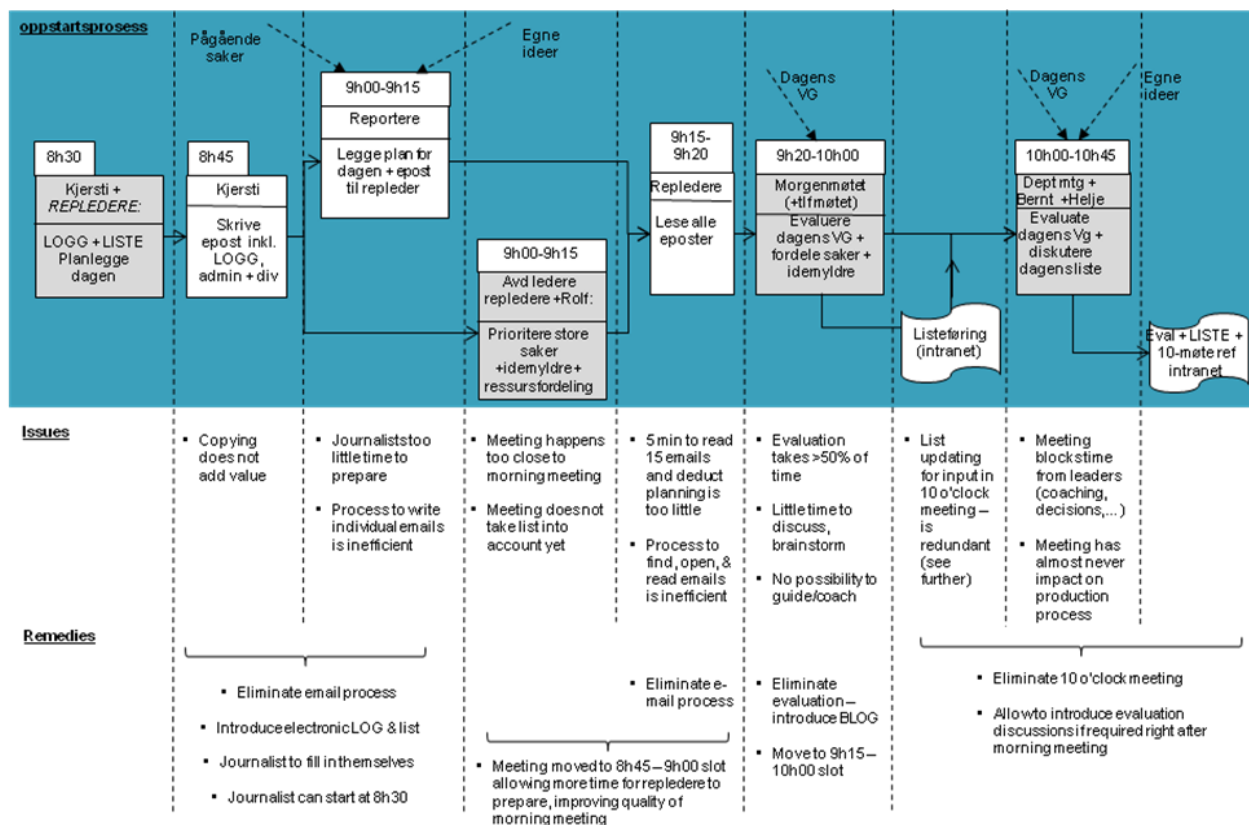 oppstartsprosess
Pågående
saker
Egne
ideer
Dagens
VG
Dagens
VG
Egne
ideer
8h30
Kjersti +
REPLEDERE:
LOGG + LISTE
Planlegge
dagen
8h45
Kjersti
Skrive
epost inkl.
LOGG,
admin + div
9h00-9h15
Reportere
Legge plan for
dagen + epost
til repleder
9h00-9h15
Avd ledere
repledere +Rolf:
Prioritere store
saker
+idemyldre+
ressursfordeling
9h15-
9h20
Repledere
Lese alle
eposter
9h20-10h00
Morgenmøtet
(+tlfmøtet)
Evaluere
dagens VG +
fordele saker +
idemyldre
Listeføring
(intranet)
10h00-10h45
Dept mtg +
Bernt +Helje
Evaluate
dagens Vg +
diskutere
dagensliste
Eval + LISTE +
10-møte ref
intranet
Issues
▪ Copying
does not
add value
▪ Journalists too
little time to
prepare
▪ Process to write
individual emails
is inefficient
▪ Meeting happens
too close to
morning meeting
▪ Meeting does not
take list into
account yet
▪ 5 min to read
15 emails
and deduct
planning is
too little
▪ Process to
find, open, &
read emails
is inefficient
▪ Evaluation
takes >50% of
time
▪ Little time to
discuss,
brainstorm
▪ No possibility to
guide/coach
▪ List
updating
for input in
10 o'clock
meeting –
is
redundant
(see
further)
▪ Meeting
blocks time
from leaders
(coaching,
decisions,...)
▪ Meeting has
almost never
impact on
production
process
Remedies
▪ Eliminate email process
▪ Introduce electronic LOG & list
▪ Journalist to fill in themselves
▪ Journalist can start at 8h30
▪ Eliminate e-
mail process
▪ Meeting moved to 8h45 – 9h00 slot
allowing more time for repledere to
prepare, improving quality of
morning meeting
▪ Eliminate
evaluation –
introduce BLOG
▪ Move to 9h15 –
10h00 slot
▪ Eliminate 10 o'clock meeting
▪ Allow to introduce evaluation
discussions if required right after
morning meeting